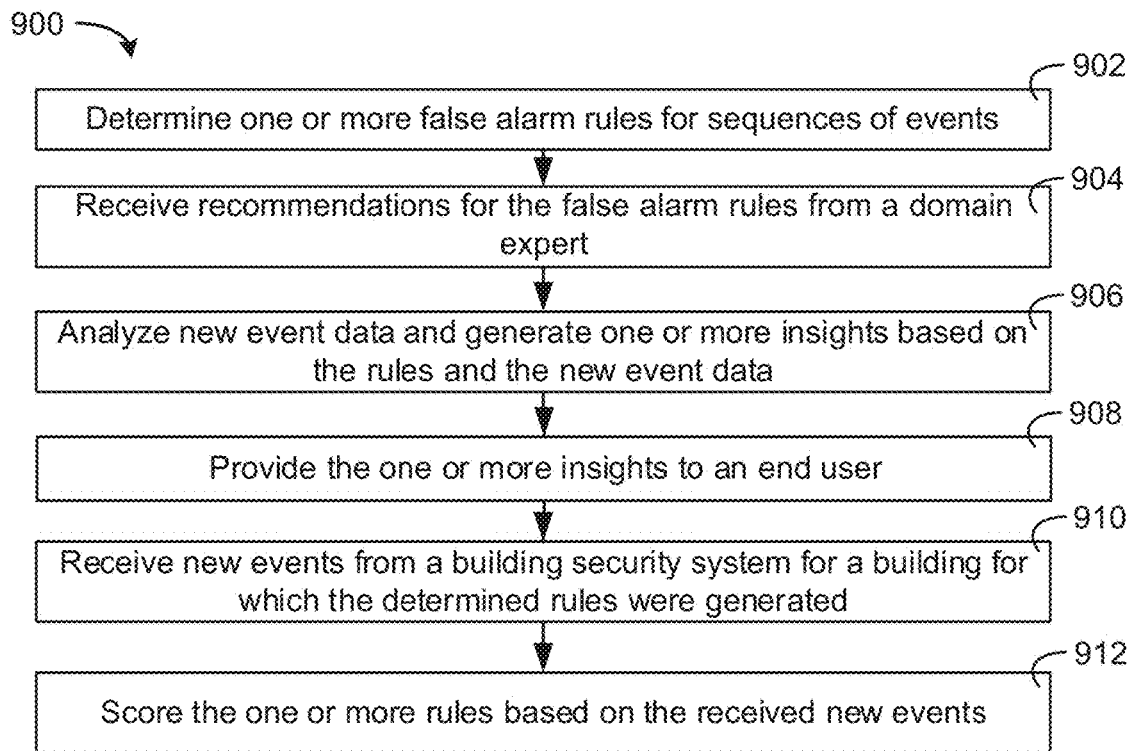 900
902
Determine one or more false alarm rules for sequences of events
904
Receive recommendations for the false alarm rules from a domain
expert
906
Analyze new event data and generate one or more insights based on
the rules and the new event data
908
Provide the one or more insights to an end user
910
Receive new events from a building security system for a building for
which the determined rules were generated
912
Score the one or more rules based on the received new events